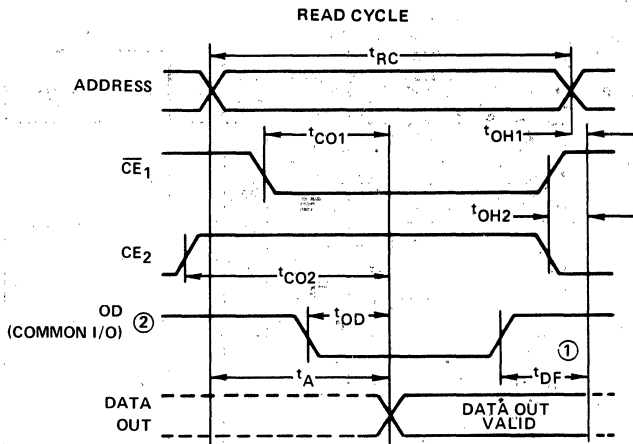 READ CYCLE
tRC
ADDRESS
tCO1
tOH1
CE1
tOH2
CE2
tCO2
OD
(COMMON I/O) ②
tOD
①
tA
tDF
DATA
OUT
DATA OUT
VALID